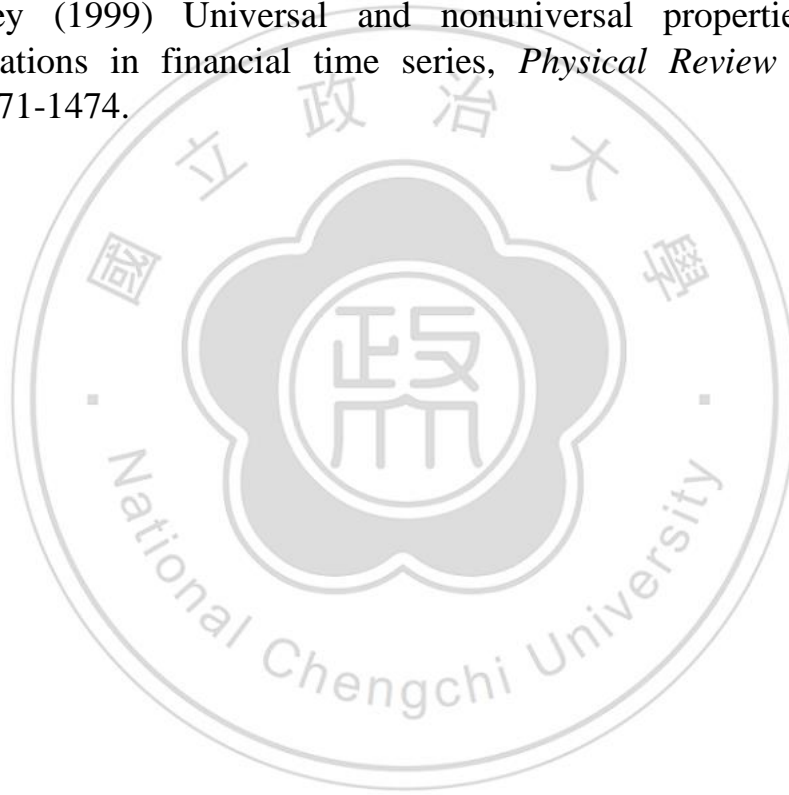 ey (1999) Universal and nonuniversal propertie
ations in financial time series, Physical Review
71-1474.
國立政治大學
政
National Chengchi University